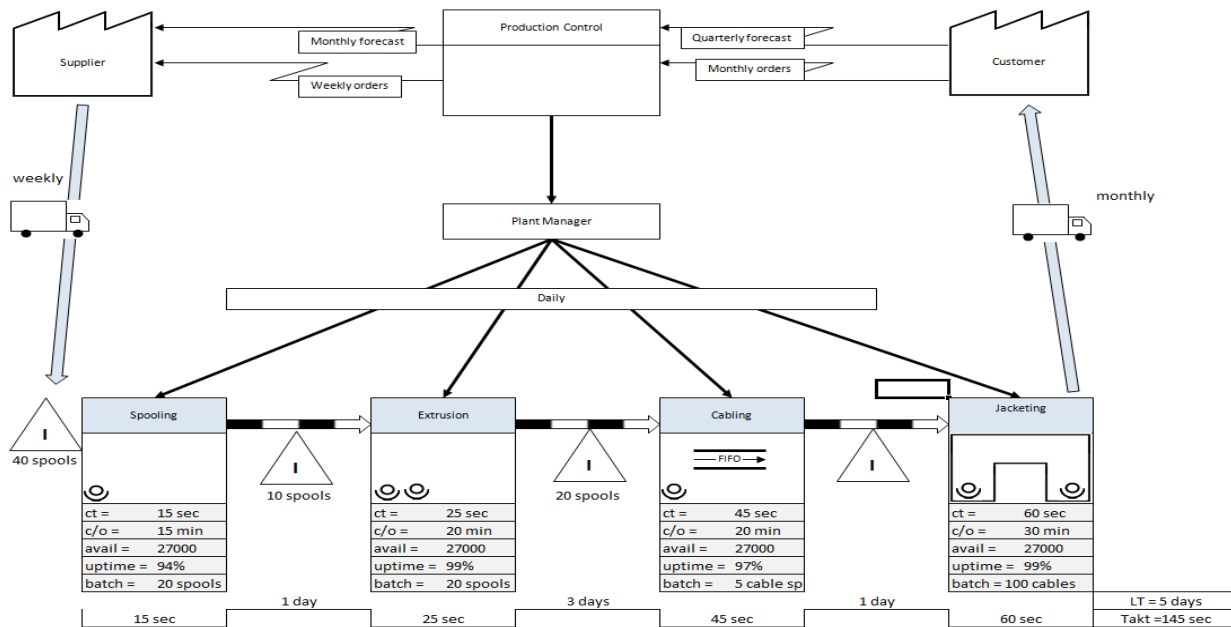 Production Control
Monthly forecast
Quarterly forecast
Supplier
Customer
Weekly orders
Monthly orders
weekly
monthly
Plant Manager
Daily
Spooling
Extrusion
Cabling
Jacketing
I
40 spools
I
10 spools
I
20 spools
FIFO
I
ct = 15 sec
c/o = 15 min
avail = 27000
uptime = 94%
batch = 20 spools
ct = 25 sec
c/o = 20 min
avail = 27000
uptime = 99%
batch = 20 spools
ct = 45 sec
c/o = 20 min
avail = 27000
uptime = 97%
batch = 5 cable sp
ct = 60 sec
c/o = 30 min
avail = 27000
uptime = 99%
batch = 100 cables
1 day
3 days
1 day
LT = 5 days
15 sec
25 sec
45 sec
60 sec
Takt =145 sec